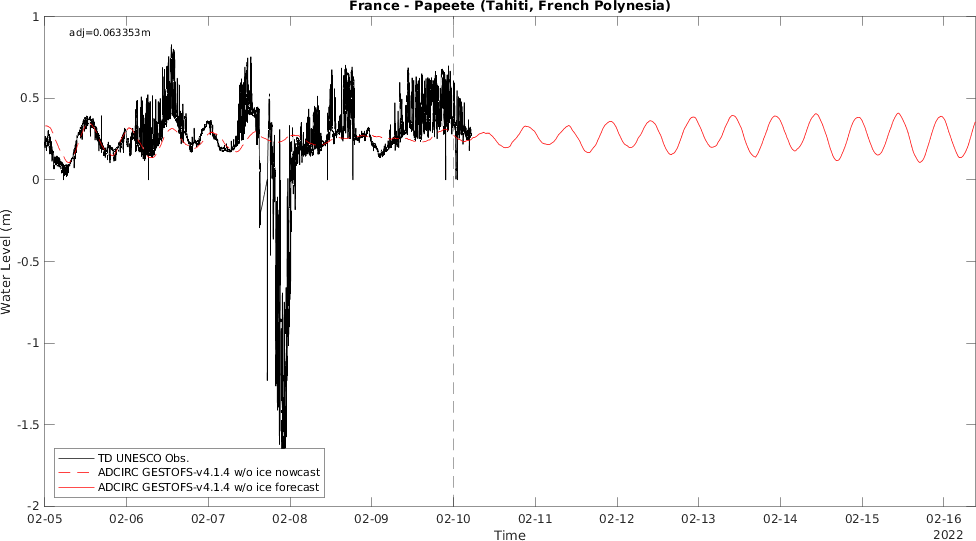 France - Papeete (Tahiti, French Polynesia)
adj=0.063353m
1
0.5
0
-0.5
-1
-1.5
-2
Water Level (m)
TD UNESCO Obs.
ADCIRC GESTOFS-v4.1.4 w/o ice nowcast
ADCIRC GESTOFS-v4.1.4 w/o ice forecast
02-05 02-06 02-07 02-08 02-09 02-10 02-11 02-12 02-13 02-14 02-15 02-16
Time
2022